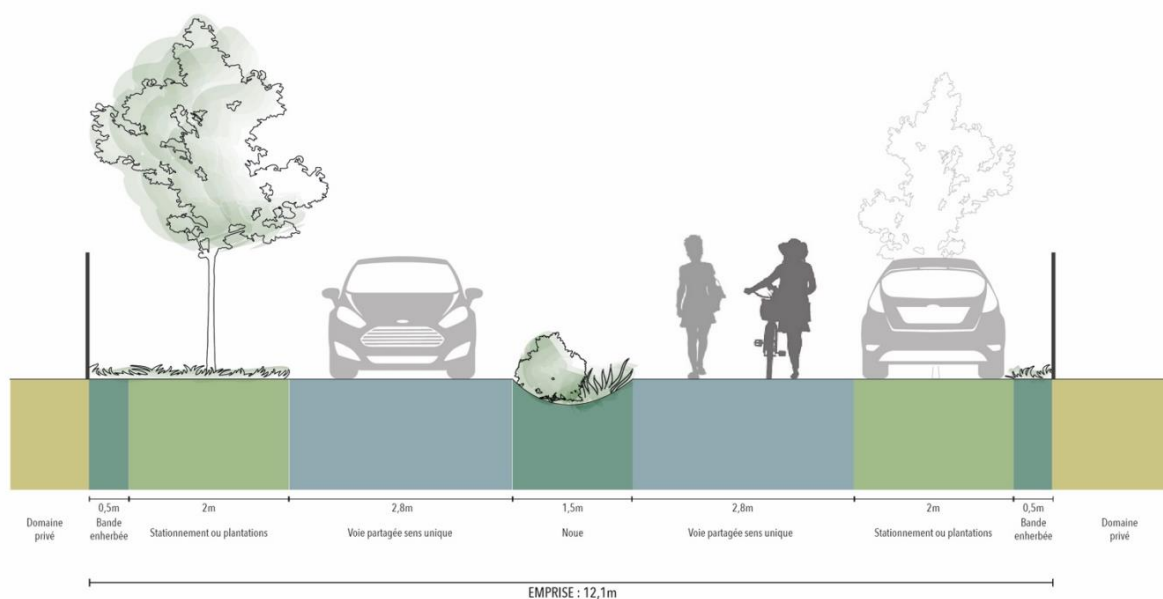 0,5m
2m
2,8m
1,5m
2,8m
2m
0,5m
Domaine
privé
Bande
enherbée
Stationnement ou plantations
Voie partagée sens unique
Noue
Voie partagée sens unique
Stationnement ou plantations
Bande
enherbée
Domaine
privé
EMPRISE : 12,1m